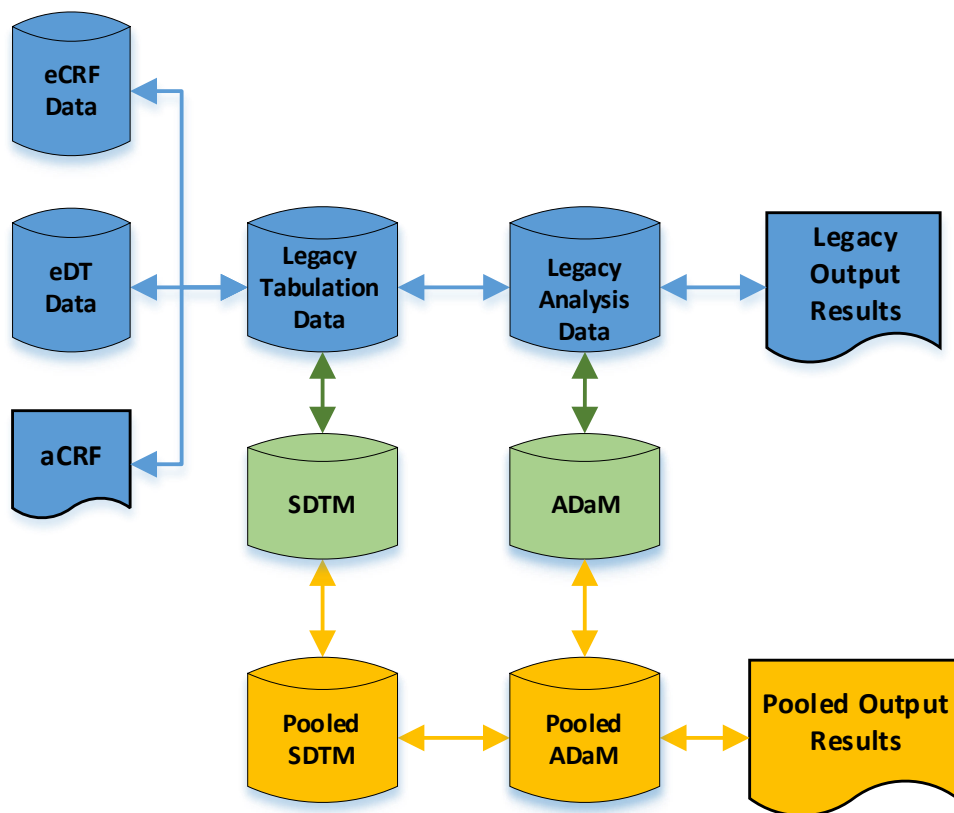 eCRF
Data
eDT
Data
aCRF
Legacy
Tabulation
Data
Legacy
Analysis
Data
Legacy
Output
Results
SDTM
ADaM
Pooled
SDTM
Pooled
ADaM
Pooled Output
Results